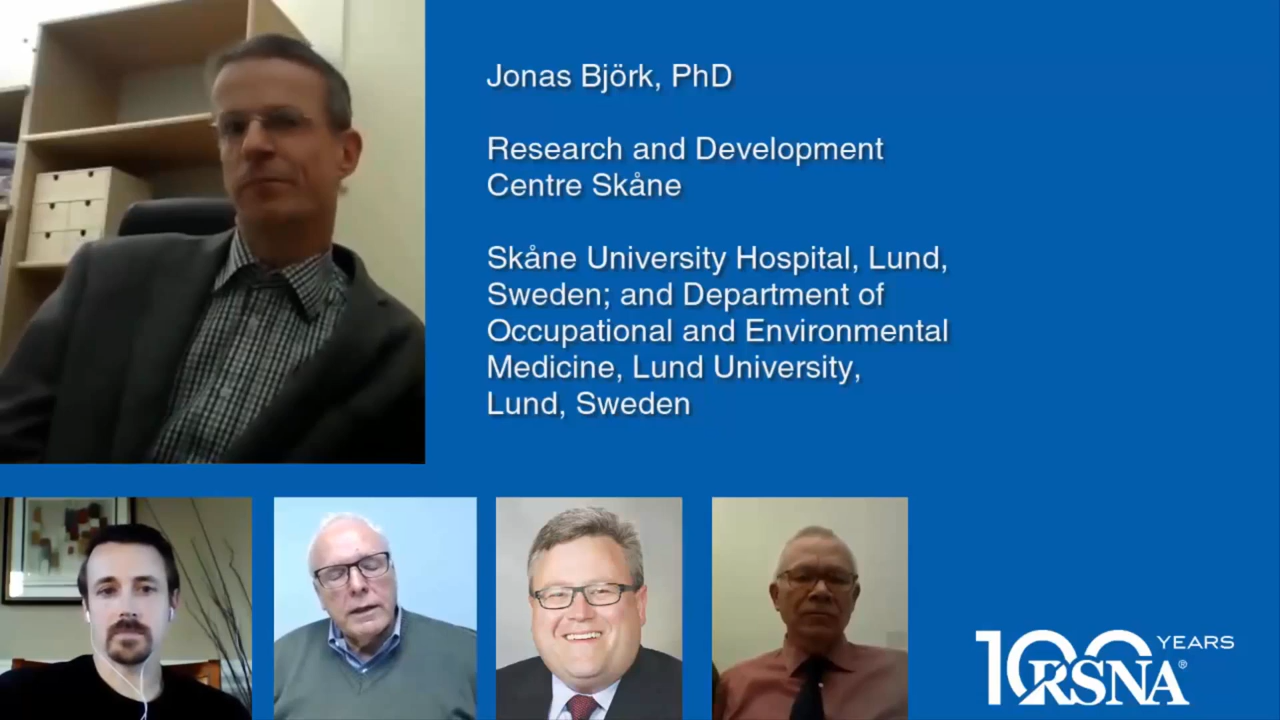 Jonas Björk, PhD
Research and Development
Centre Skåne
Skåne University Hospital, Lund,
Sweden; and Department of
Occupational and Environmental
Medicine, Lund University,
Lund, Sweden
100 YEARS
RSNA®